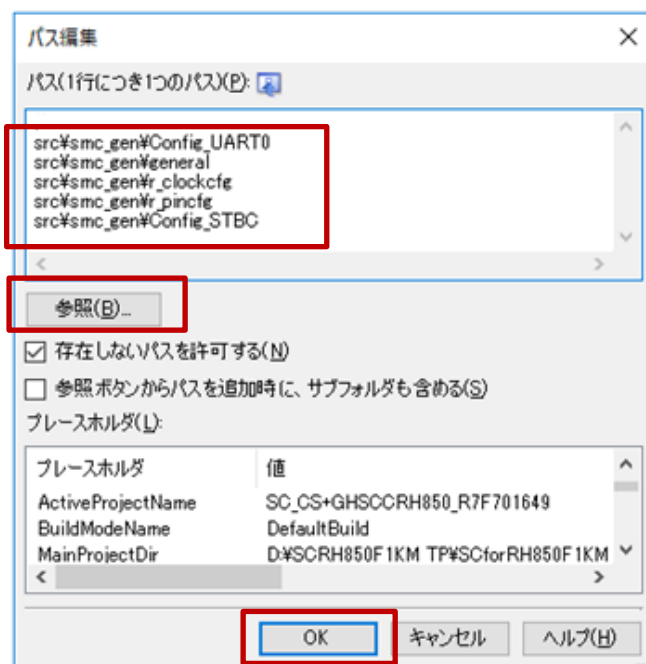 パス編集
パス(1行につき1つのパス)(P):
src¥smc_gen¥Config_UART0
src¥smc_gen¥general
src¥smc_gen¥r_clockcfg
src¥smc_gen¥r_pincfg
src¥smc_gen¥Config_STBC
参照(B)...
存在しないパスを許可する(N)
参照ボタンからパスを追加時に、サブフォルダも含める(S)
プレースホルダ(L):
プレースホルダ 値
ActiveProjectName SC_CS+GHSCCRH850_R7F701649
BuildModeName DefaultBuild
MainProjectDir D:¥SCRH850F1KM TP¥SCforRH850F1KM
OK キャンセル ヘルプ(H)